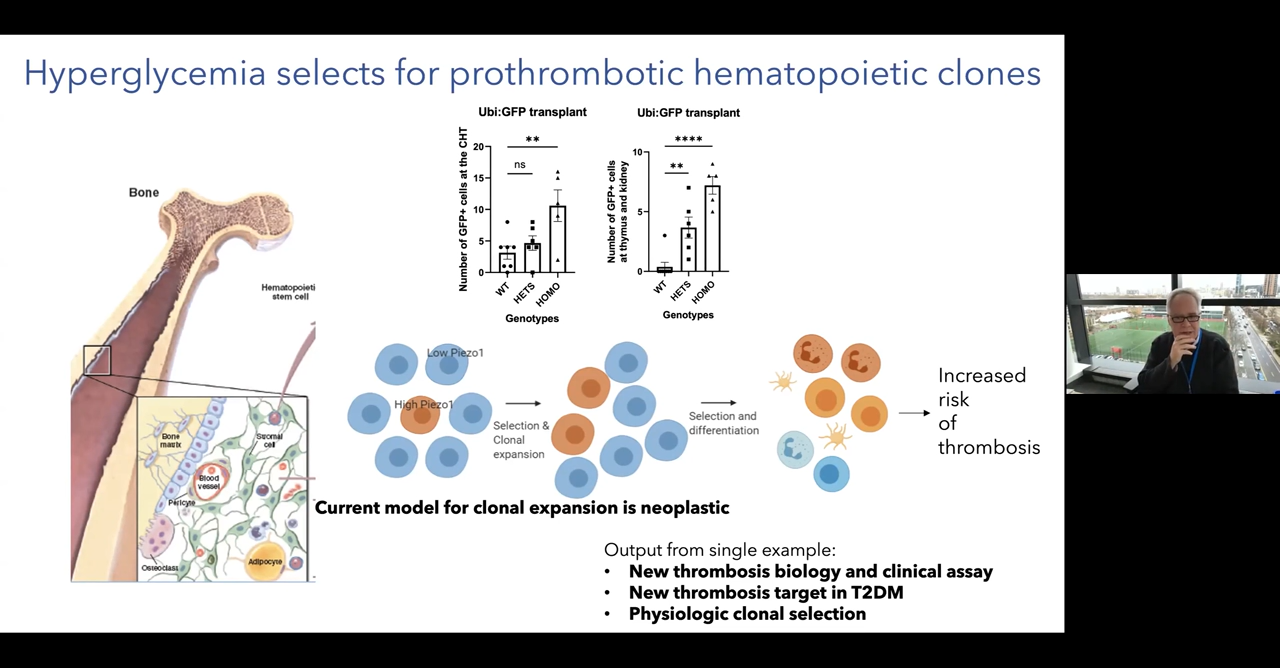 Hyperglycemia selects for prothrombotic hematopoietic clones
Ubi:GFP transplant
Number of GFP+ cells at the CHT
20
15
10
5
0
**
ns
WT
HETS
HOMO
Genotypes
Ubi:GFP transplant
Number of GFP+ cells
at thymus and kidney
10
5
0
****
**
WT
HETS
HOMO
Genotypes
Bone
Hematopoieti
stem cell
Bone
matrix
Stromal
cell
Blood
vessel
Pericyte
Osteoclast
Adipocyte
Low Piezo1
High Piezo1
Selection &
Clonal
expansion
Selection and
differentiation
Increased
risk
of
thrombosis
Current model for clonal expansion is neoplastic
Output from single example:
• New thrombosis biology and clinical assay
• New thrombosis target in T2DM
• Physiologic clonal selection